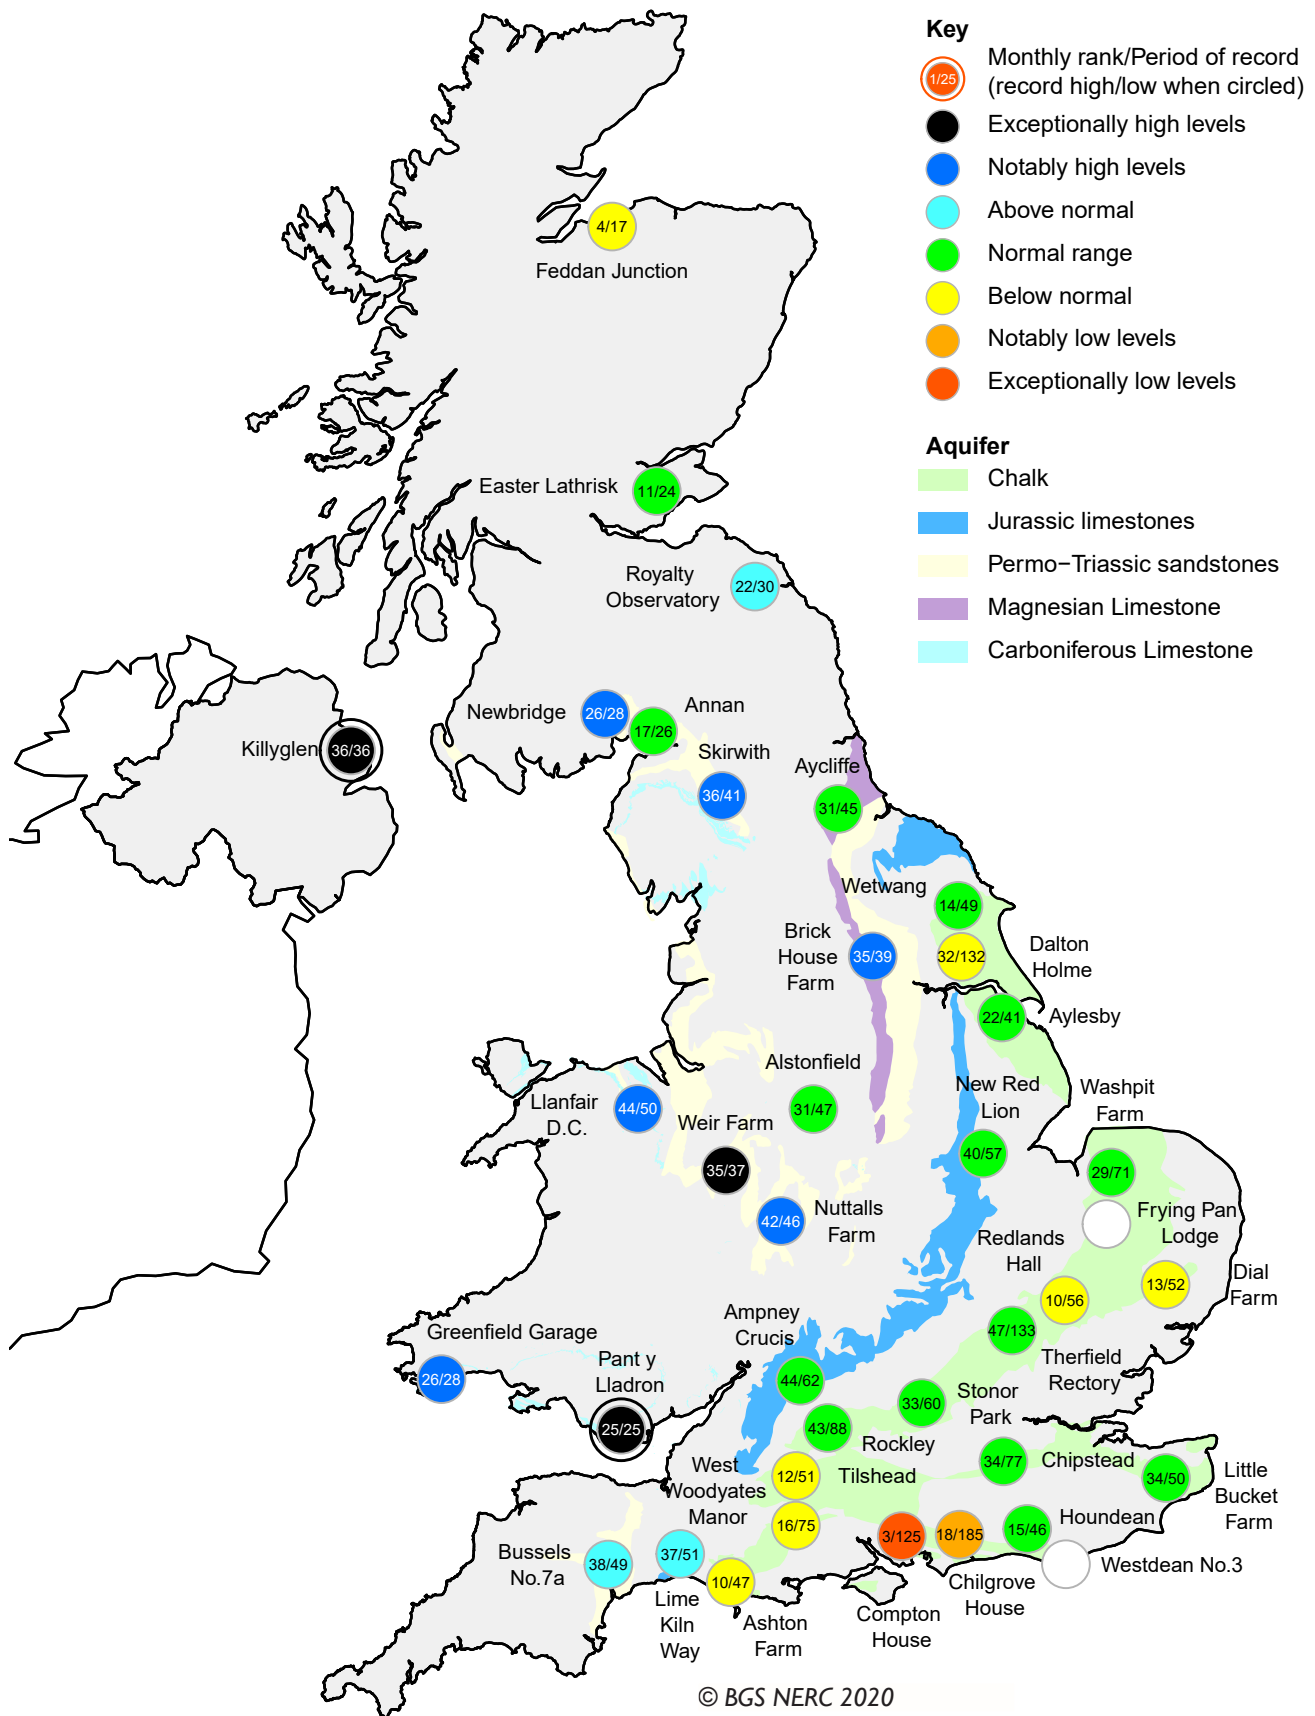 Key
1/25
Monthly rank/Period of record
(record high/low when circled)
Exceptionally high levels
Notably high levels
Above normal
Normal range
Below normal
Notably low levels
Exceptionally low levels
Aquifer
Chalk
Jurassic limestones
Permo−Triassic sandstones
Magnesian Limestone
Carboniferous Limestone
4/17
Feddan Junction
Easter Lathrisk
11/24
Royalty
Observatory
22/30
Newbridge
26/28
Annan
17/26
Killyglen
36/36
Skirwith
36/41
Aycliffe
31/45
Wetwang
14/49
Brick
House
Farm
35/39
32/132
Dalton
Holme
22/41
Aylesby
Alstonfield
31/47
Llanfair
D.C.
44/50
Weir Farm
35/37
New Red
Lion
40/57
Washpit
Farm
29/71
Nuttalls
Farm
42/46
Frying Pan
Lodge
Redlands
Hall
10/56
13/52
Dial
Farm
Ampney
Crucis
44/62
47/133
Therfield
Rectory
Greenfield Garage
26/28
Pant y
Lladron
25/25
33/60
Stonor
Park
43/88
Rockley
West
Woodyates
Manor
12/51
Tilshead
16/75
34/77
Chipstead
34/50
Little
Bucket
Farm
Houndean
15/46
3/125
18/185
Westdean No.3
Bussels
No.7a
38/49
37/51
Lime
Kiln
Way
10/47
Ashton
Farm
Compton
House
Chilgrove
House
© BGS NERC 2020